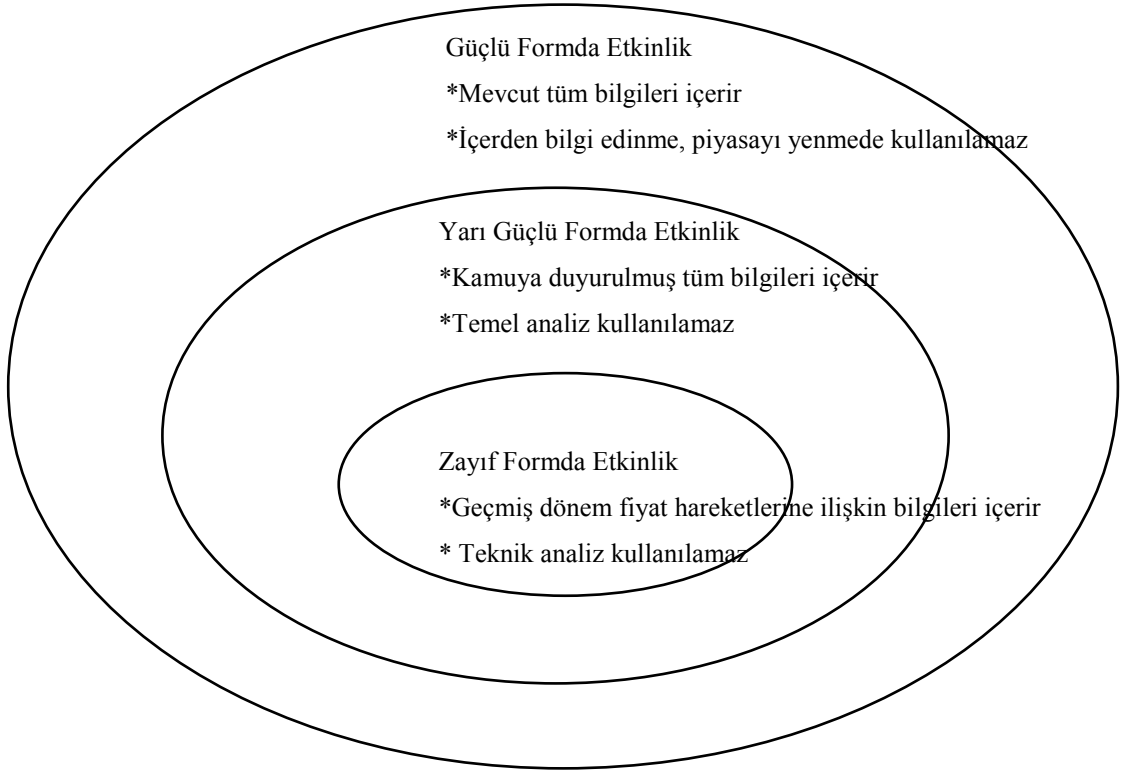 Güçlü Formda Etkinlik
*Mevcut tüm bilgileri içerir
*İçerden bilgi edinme, piyasayı yenmede kullanılamaz
Yarı Güçlü Formda Etkinlik
*Kamuya duyurulmuş tüm bilgileri içerir
*Temel analiz kullanılamaz
Zayıf Formda Etkinlik
*Geçmiş dönem fiyat hareketlerine ilişkin bilgileri içerir
* Teknik analiz kullanılamaz